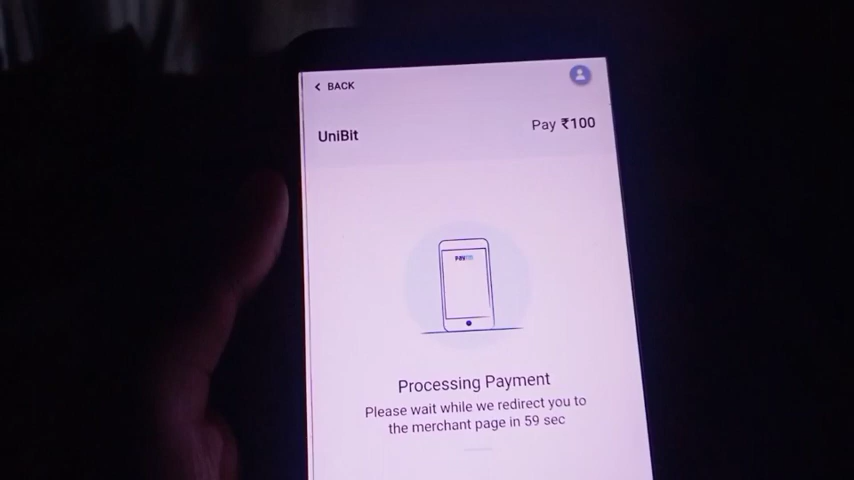 < BACK
UniBit
Pay ₹100
Paytm
Processing Payment
Please wait while we redirect you to
the merchant page in 59 sec